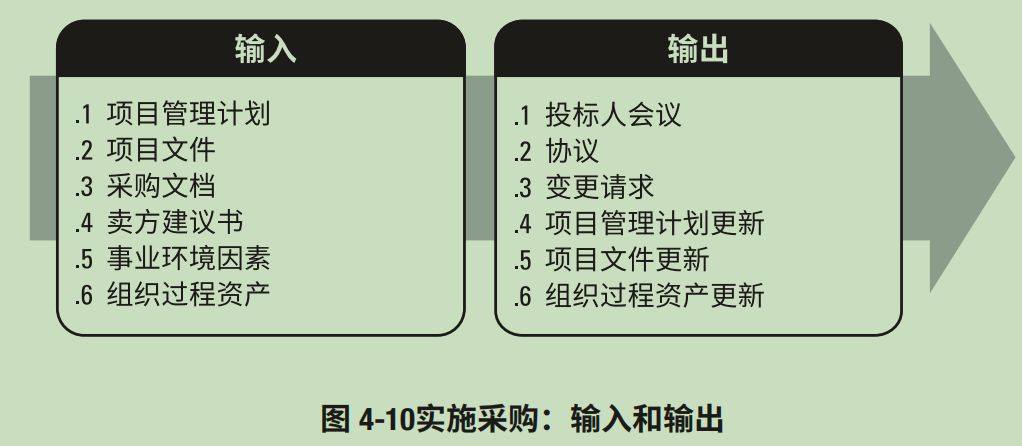 输入
.1 项目管理计划
.2 项目文件
.3 采购文档
.4 卖方建议书
.5 事业环境因素
.6 组织过程资产
输出
.1 投标人会议
.2 协议
.3 变更请求
.4 项目管理计划更新
.5 项目文件更新
.6 组织过程资产更新
图 4-10实施采购：输入和输出